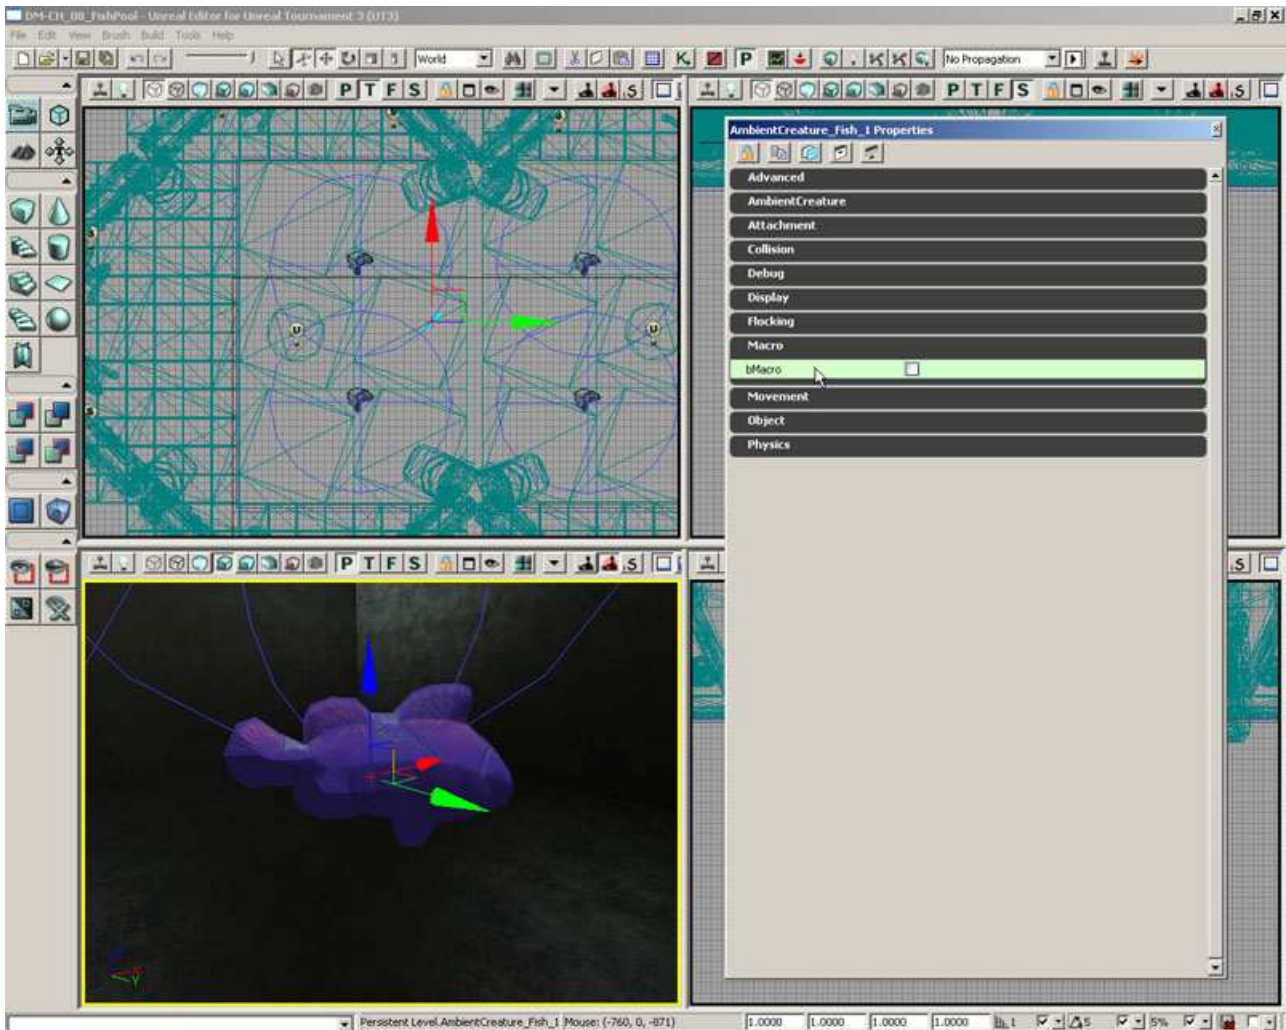 DM-CH_08_FishPool - Unreal Editor for Unreal Tournament 3 (UT3)
File Edit View Brush Build Tools Help
World
P
No Propagation
P T F S
S
P T F S
S
AmbientCreature_Fish_1 Properties
Advanced
AmbientCreature
Attachment
Collision
Debug
Display
Flocking
Macro
bMacro
Movement
Object
Physics
P T F S
S
S
Persistent Level.AmbientCreature_Fish_1 Mouse: (-760, 0, -871)
1.0000 1.0000 1.0000 1.0000 1 5 5%